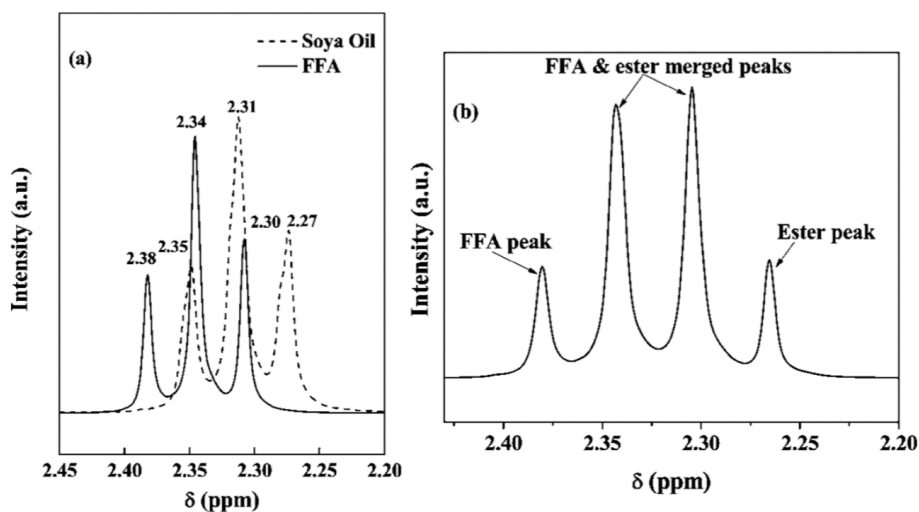 (a)
Soya Oil
FFA
2.31
2.34
2.30
2.27
2.35
2.38
Intensity (a.u.)
2.45
2.40
2.35
2.30
2.25
2.20
δ (ppm)
FFA & ester merged peaks
(b)
FFA peak
Ester peak
Intensity (a.u.)
2.40
2.35
2.30
2.25
2.20
δ (ppm)